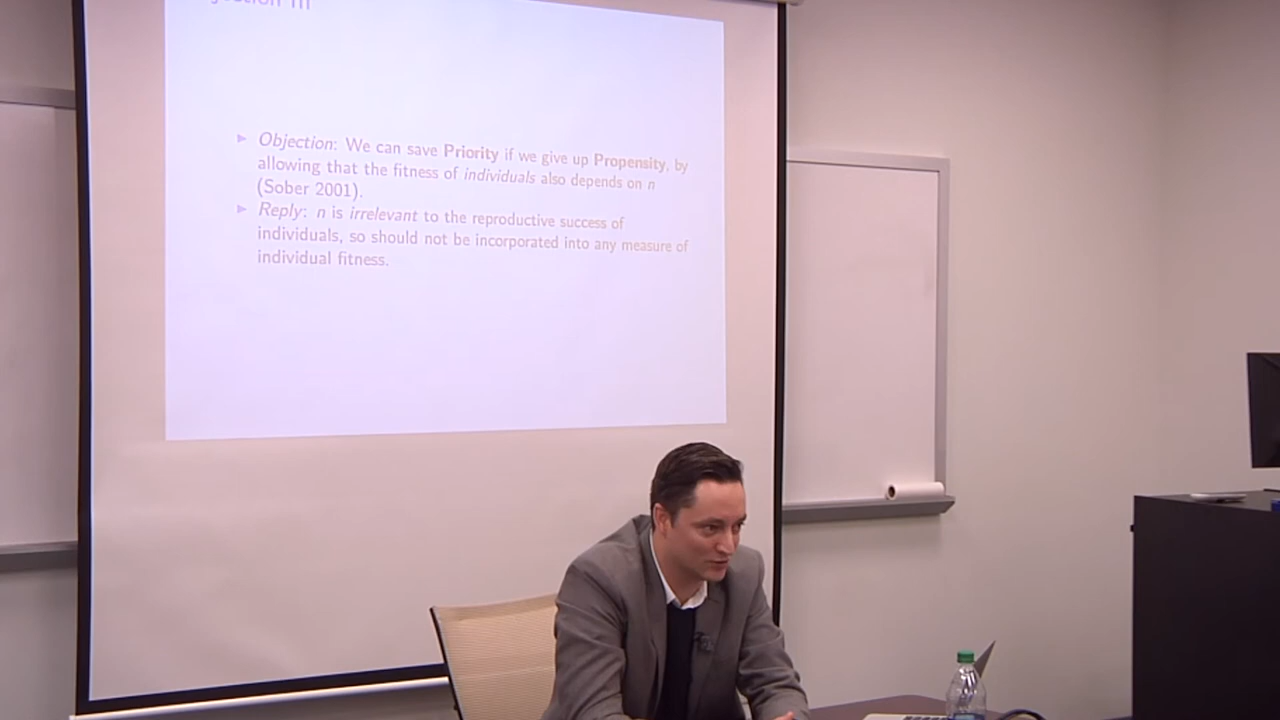 Objection III
► Objection: We can save Priority if we give up Propensity, by
allowing that the fitness of individuals also depends on n
(Sober 2001).
► Reply: n is irrelevant to the reproductive success of
individuals, so should not be incorporated into any measure of
individual fitness.